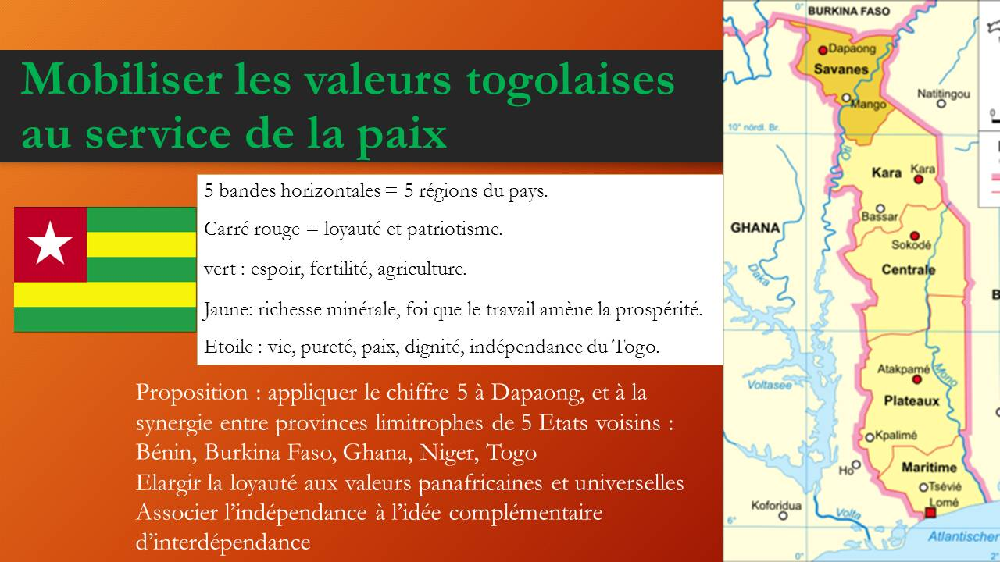 Mobiliser les valeurs togolaises
au service de la paix
5 bandes horizontales = 5 régions du pays.
Carré rouge = loyauté et patriotisme.
vert : espoir, fertilité, agriculture.
Jaune: richesse minérale, foi que le travail amène la prospérité.
Etoile : vie, pureté, paix, dignité, indépendance du Togo.
Proposition : appliquer le chiffre 5 à Dapaong, et à la
synergie entre provinces limitrophes de 5 Etats voisins :
Bénin, Burkina Faso, Ghana, Niger, Togo
Elargir la loyauté aux valeurs panafricaines et universelles
Associer l’indépendance à l’idée complémentaire
d’interdépendance
0°
BURKINA FASO
Dapaong
Savanes
Natitingou
Mango
0
10° nördl. Br.
Kara
Kara
Bassar
GHANA
Sokodé
Daka
Centrale
B
Atakpamé
Mono
Voltasee
Plateaux
Kpalimé
Ho
Maritime
Tsévié
Koforidua
Lomé
Volta
6°
Atlantischer
0°
2°